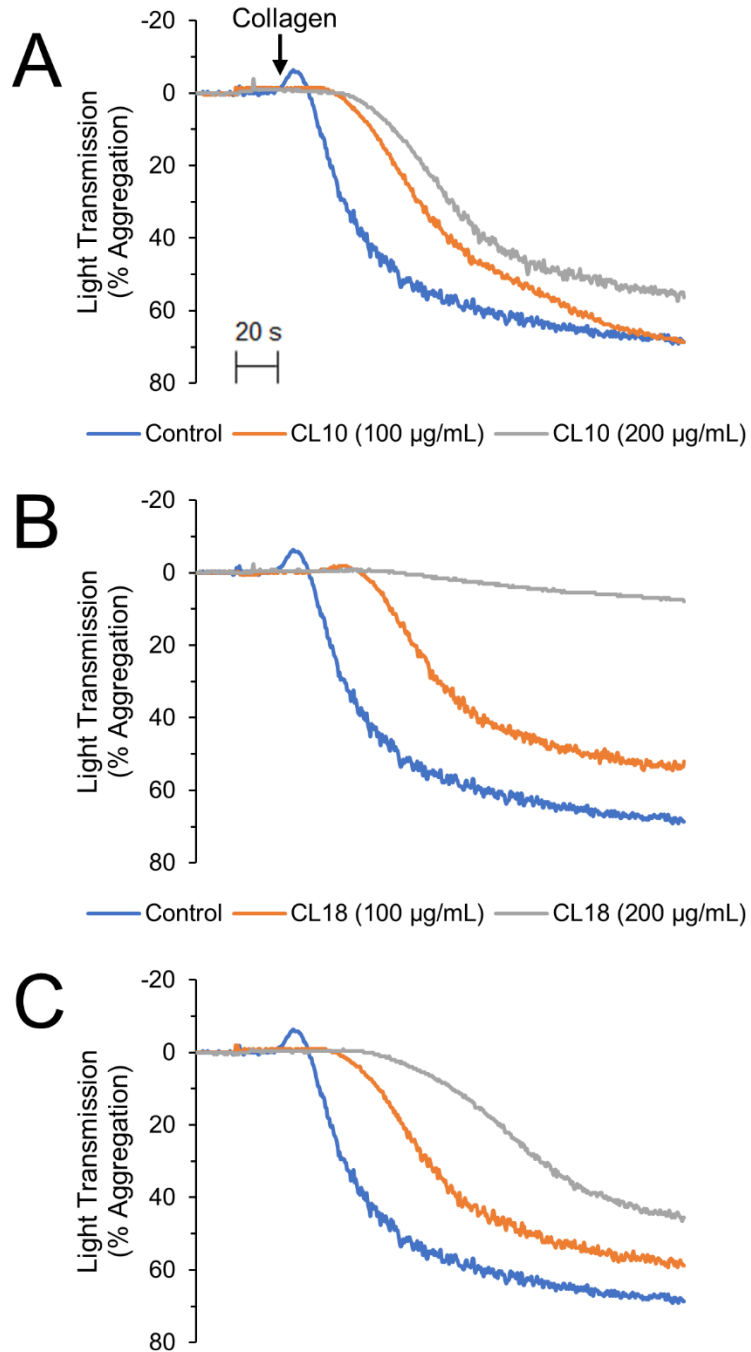 A
Collagen
-20
0
20
40
60
80
Light Transmission
(% Aggregation)
20 s
Control CL10 (100 µg/mL) CL10 (200 µg/mL)
B
-20
0
20
40
60
80
Light Transmission
(% Aggregation)
Control CL18 (100 µg/mL) CL18 (200 µg/mL)
C
-20
0
20
40
60
80
Light Transmission
(% Aggregation)